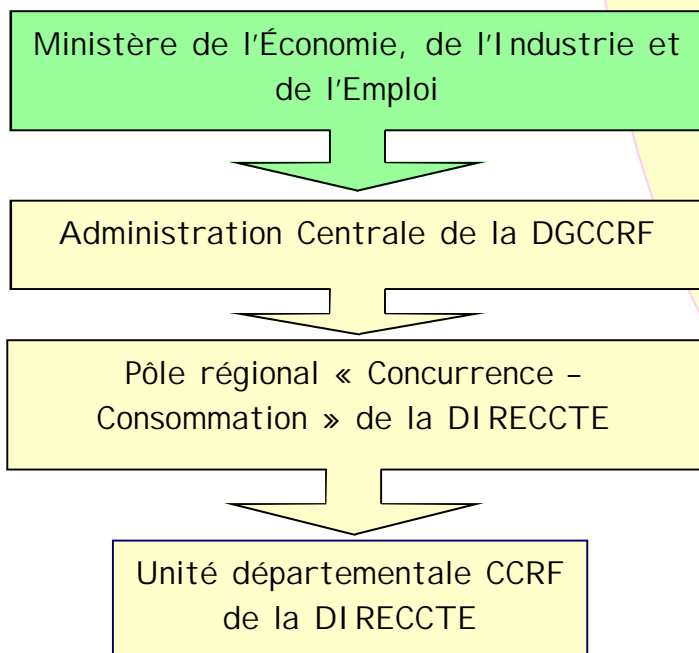 Ministère de l'Économie, de l'Industrie et
de l'Emploi
Administration Centrale de la DGCCRF
Pôle régional « Concurrence –
Consommation » de la DIRECCTE
Unité départementale CCRF
de la DIRECCTE